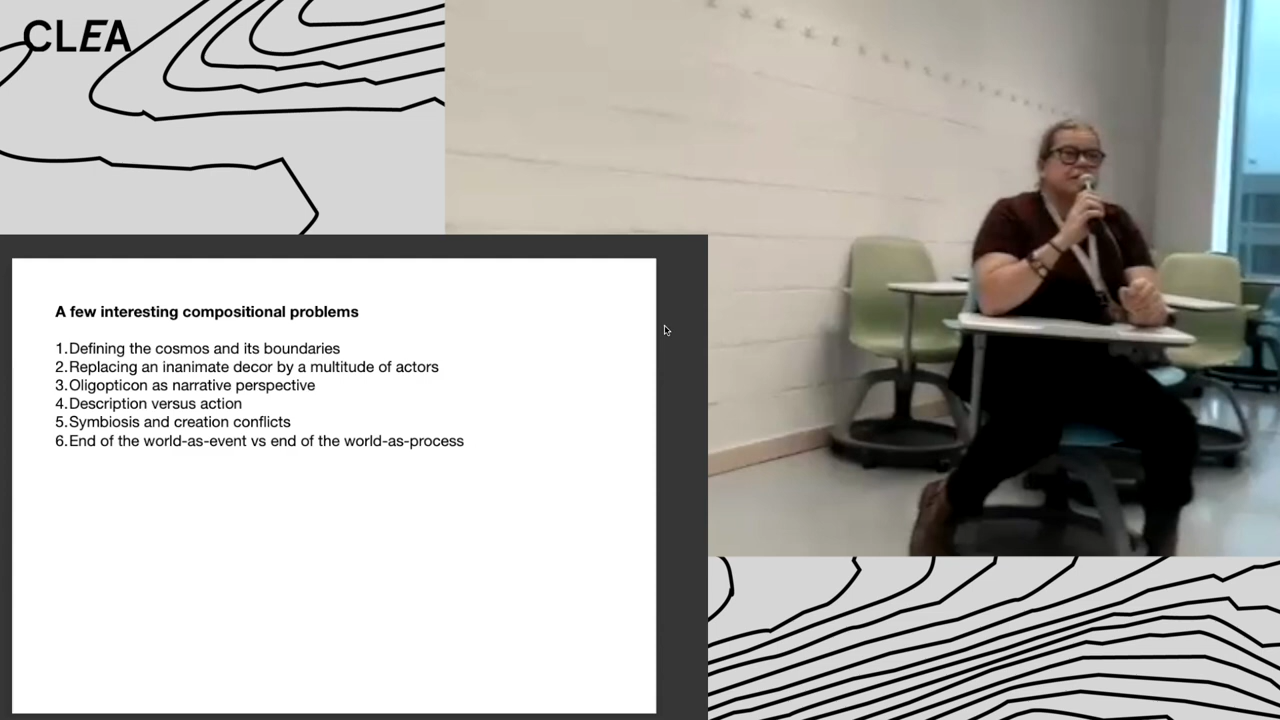 CLEA
A few interesting compositional problems
1.Defining the cosmos and its boundaries
2.Replacing an inanimate decor by a multitude of actors
3.Oligopticon as narrative perspective
4.Description versus action
5.Symbiosis and creation conflicts
6.End of the world-as-event vs end of the world-as-process